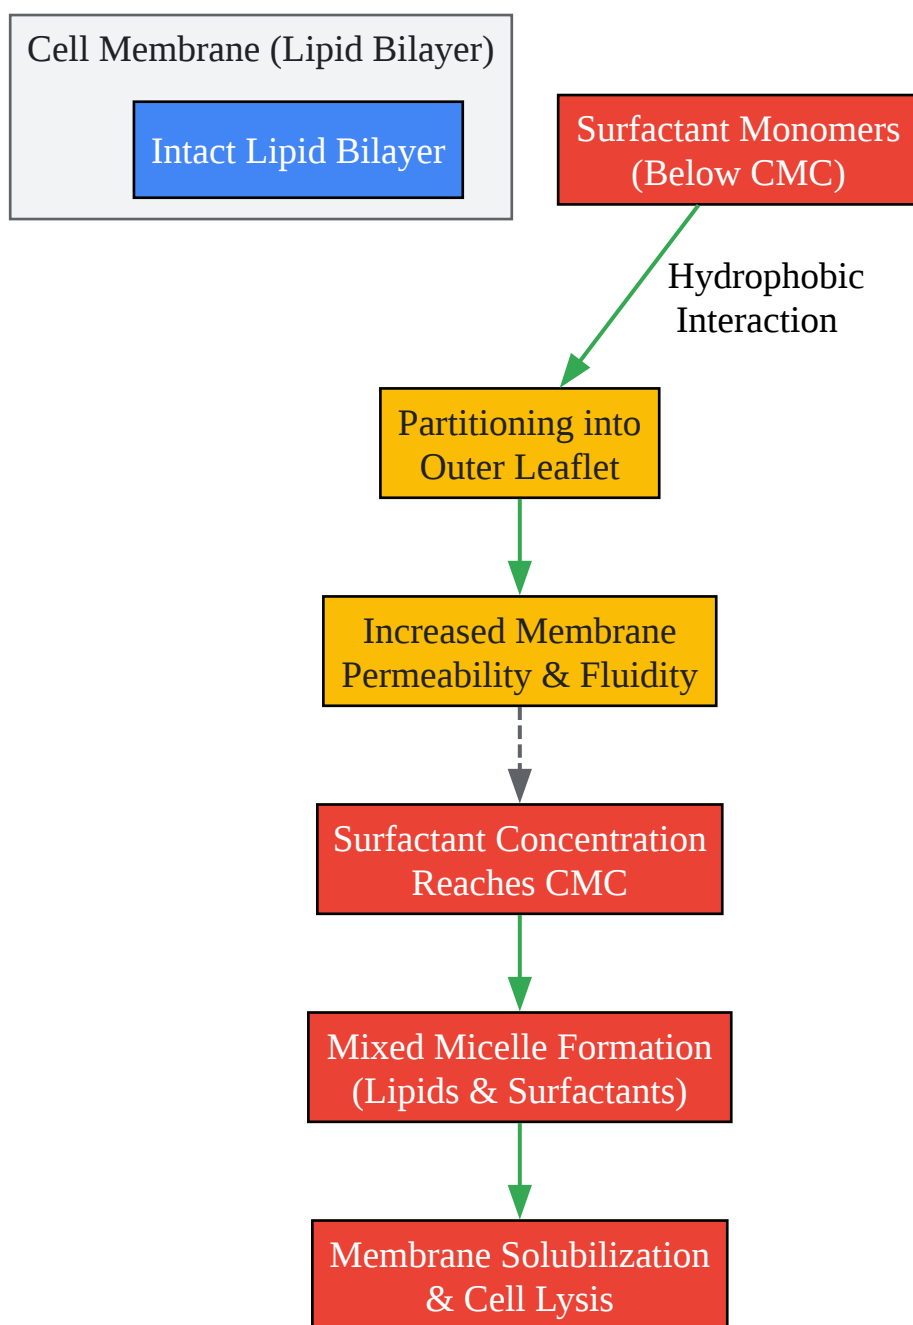 Cell Membrane (Lipid Bilayer)
Intact Lipid Bilayer
Surfactant Monomers
(Below CMC)
Hydrophobic
Interaction
Partitioning into
Outer Leaflet
Increased Membrane
Permeability & Fluidity
Surfactant Concentration
Reaches CMC
Mixed Micelle Formation
(Lipids & Surfactants)
Membrane Solubilization
& Cell Lysis